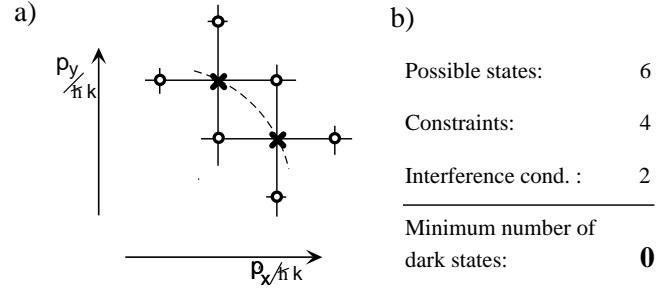 a)
p_y/ħk
p_x/ħk
b)
Possible states: 6
Constraints: 4
Interference cond. : 2
Minimum number of
dark states: 0